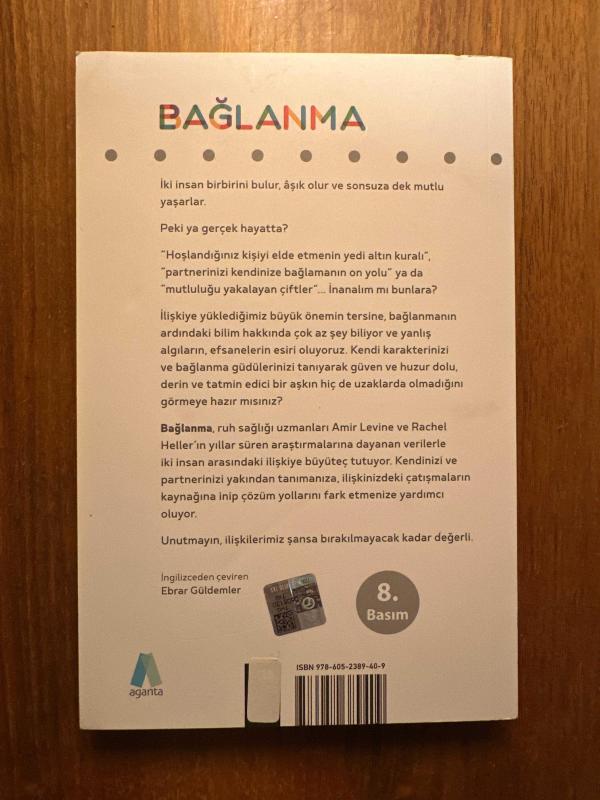 BAĞLANMA
İki insan birbirini bulur, âşık olur ve sonsuza dek mutlu
yaşarlar.
Peki ya gerçek hayatta?
“Hoşlandığınız kişiyi elde etmenin yedi altın kuralı”,
“partnerinizi kendinize bağlamanın on yolu” ya da
“mutluluğu yakalayan çiftler”... İnanalım mı bunlara?
İlişkiye yüklediğimiz büyük önemin tersine, bağlanmanın
ardındaki bilim hakkında çok az şey biliyor ve yanlış
algıların, efsanelerin esiri oluyoruz. Kendi karakterinizi
ve bağlanma güdülerinizi tanıyarak güven ve huzur dolu,
derin ve tatmin edici bir aşkın hiç de uzaklarda olmadığını
görmeye hazır mısınız?
Bağlanma, ruh sağlığı uzmanları Amir Levine ve Rachel
Heller’ın yıllar süren araştırmalarına dayanan verilerle
iki insan arasındaki ilişkiye büyüteç tutuyor. Kendinizi ve
partnerinizi yakından tanımanıza, ilişkinizdeki çatışmaların
kaynağına inip çözüm yollarını fark etmenize yardımcı
oluyor.
Unutmayın, ilişkilerimiz şansa bırakılmayacak kadar değerli.
İngilizceden çeviren
Ebrar Güldemler
8.
Basım
aganta
ISBN 978-605-2389-40-9